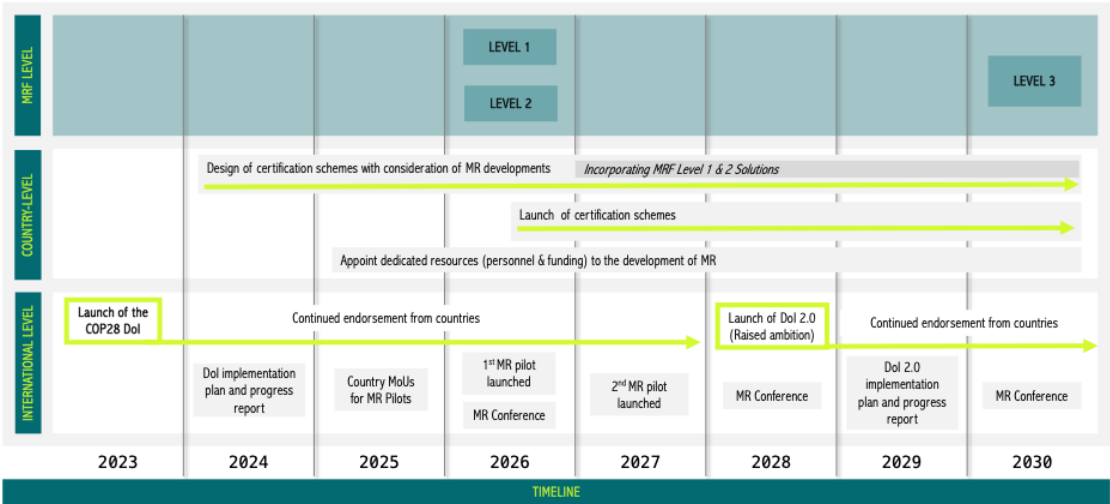 MRF LEVEL
LEVEL 1
LEVEL 2
LEVEL 3
COUNTRY-LEVEL
Design of certification schemes with consideration of MR developments
Incorporating MRF Level 1 & 2 Solutions
Launch of certification schemes
Appoint dedicated resources (personnel & funding) to the development of MR
INTERNATIONAL LEVEL
Launch of the
COP28 DoI
Continued endorsement from countries
Launch of DoI 2.0
(Raised ambition)
Continued endorsement from countries
DoI implementation
plan and progress
report
Country MoUs
for MR Pilots
1st MR pilot
launched
MR Conference
2nd MR pilot
launched
MR Conference
DoI 2.0
implementation
plan and progress
report
MR Conference
2023
2024
2025
2026
2027
2028
2029
2030
TIMELINE